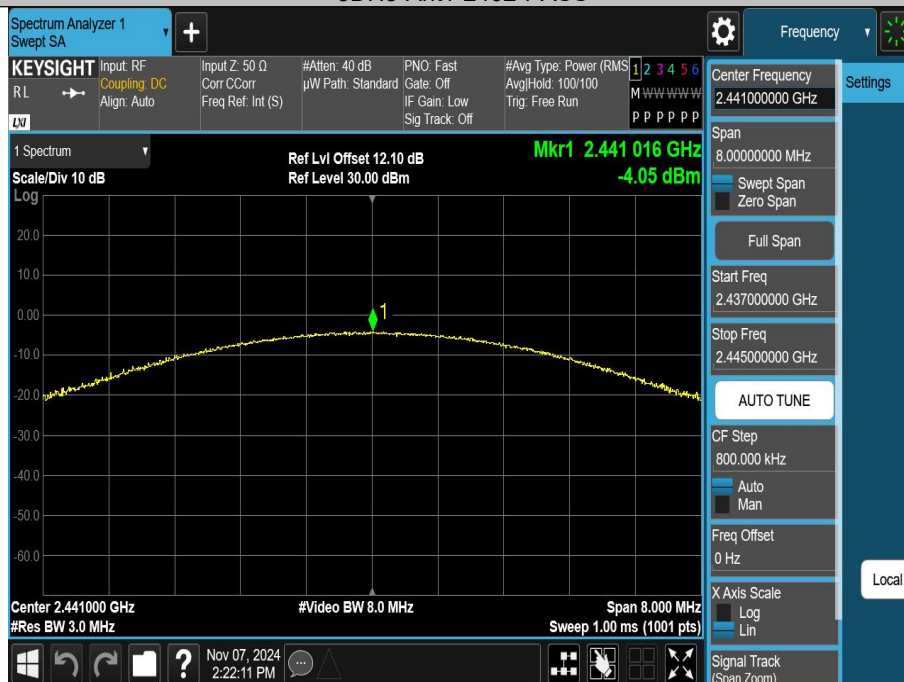 Spectrum Analyzer 1
Swept SA
Frequency
KEYSIGHT
R L
LXI
Input: RF
Coupling: DC
Align: Auto
Input Z: 50 Ω
Corr CCorr
Freq Ref: Int (S)
#Atten: 40 dB
µW Path: Standard
PNO: Fast
Gate: Off
IF Gain: Low
Sig Track: Off
#Avg Type: Power (RMS
Avg|Hold: 100/100
Trig: Free Run
1 2 3 4 5 6
M W W W W W
P P P P P P
Center Frequency
2.441000000 GHz
Settings
Span
8.00000000 MHz
Swept Span
Zero Span
Full Span
Start Freq
2.437000000 GHz
Stop Freq
2.445000000 GHz
AUTO TUNE
CF Step
800.000 kHz
Auto
Man
Freq Offset
0 Hz
Local
X Axis Scale
Log
Lin
Signal Track
(Span Zoom)
1 Spectrum
Scale/Div 10 dB
Log
Ref Lvl Offset 12.10 dB
Ref Level 30.00 dBm
Mkr1 2.441 016 GHz
-4.05 dBm
20.0
10.0
0.00
-10.0
-20.0
-30.0
-40.0
-50.0
-60.0
1
Center 2.441000 GHz
#Res BW 3.0 MHz
#Video BW 8.0 MHz
Span 8.000 MHz
Sweep 1.00 ms (1001 pts)
?
Nov 07, 2024
2:22:11 PM